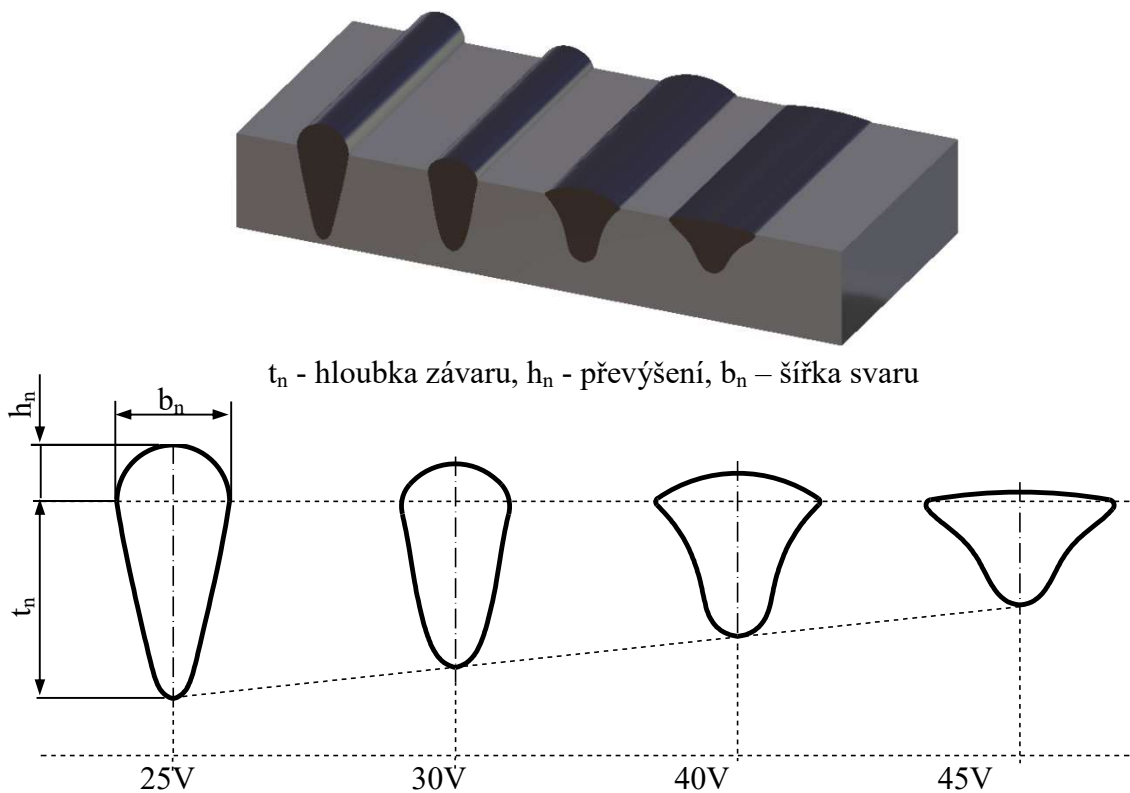 tₙ - hloubka závaru, hₙ - převýšení, bₙ – šířka svaru
hₙ
bₙ
tₙ
25V
30V
40V
45V